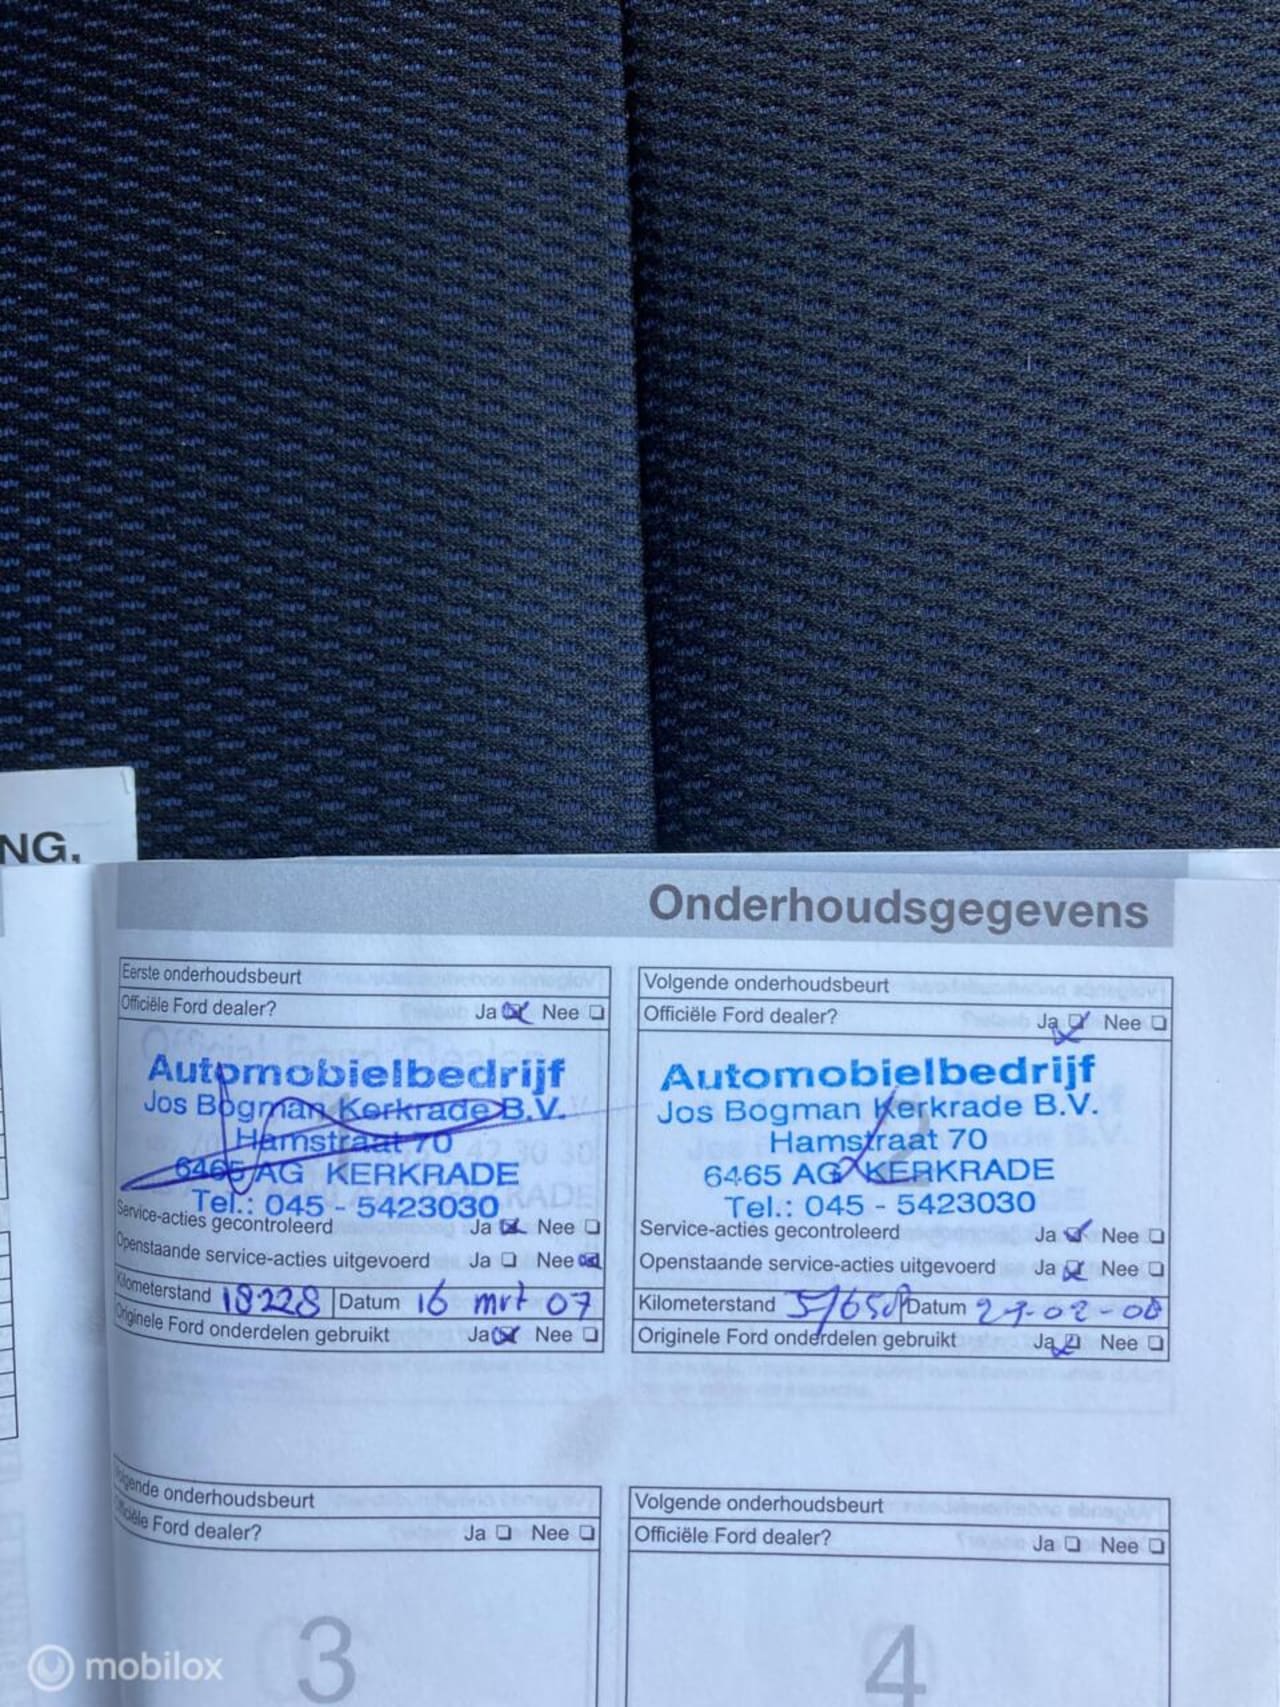 NG.
Onderhoudsgegevens
Eerste onderhoudsbeurt
Officiële Ford dealer? Ja Nee
Automobielbedrijf
Jos Bogman Kerkrade B.V.
Hamstraat 70
6465 AG KERKRADE
Tel.: 045 - 5423030
Service-acties gecontroleerd Ja Nee
Openstaande service-acties uitgevoerd Ja Nee
Kilometerstand 18228 Datum 16 mrt 07
Originele Ford onderdelen gebruikt Ja Nee
Volgende onderhoudsbeurt
Officiële Ford dealer? Ja Nee
Automobielbedrijf
Jos Bogman Kerkrade B.V.
Hamstraat 70
6465 AG KERKRADE
Tel.: 045 - 5423030
Service-acties gecontroleerd Ja Nee
Openstaande service-acties uitgevoerd Ja Nee
Kilometerstand Datum
Originele Ford onderdelen gebruikt Ja Nee
Volgende onderhoudsbeurt
Officiële Ford dealer? Ja Nee
3
Volgende onderhoudsbeurt
Officiële Ford dealer? Ja Nee
4
mobilox